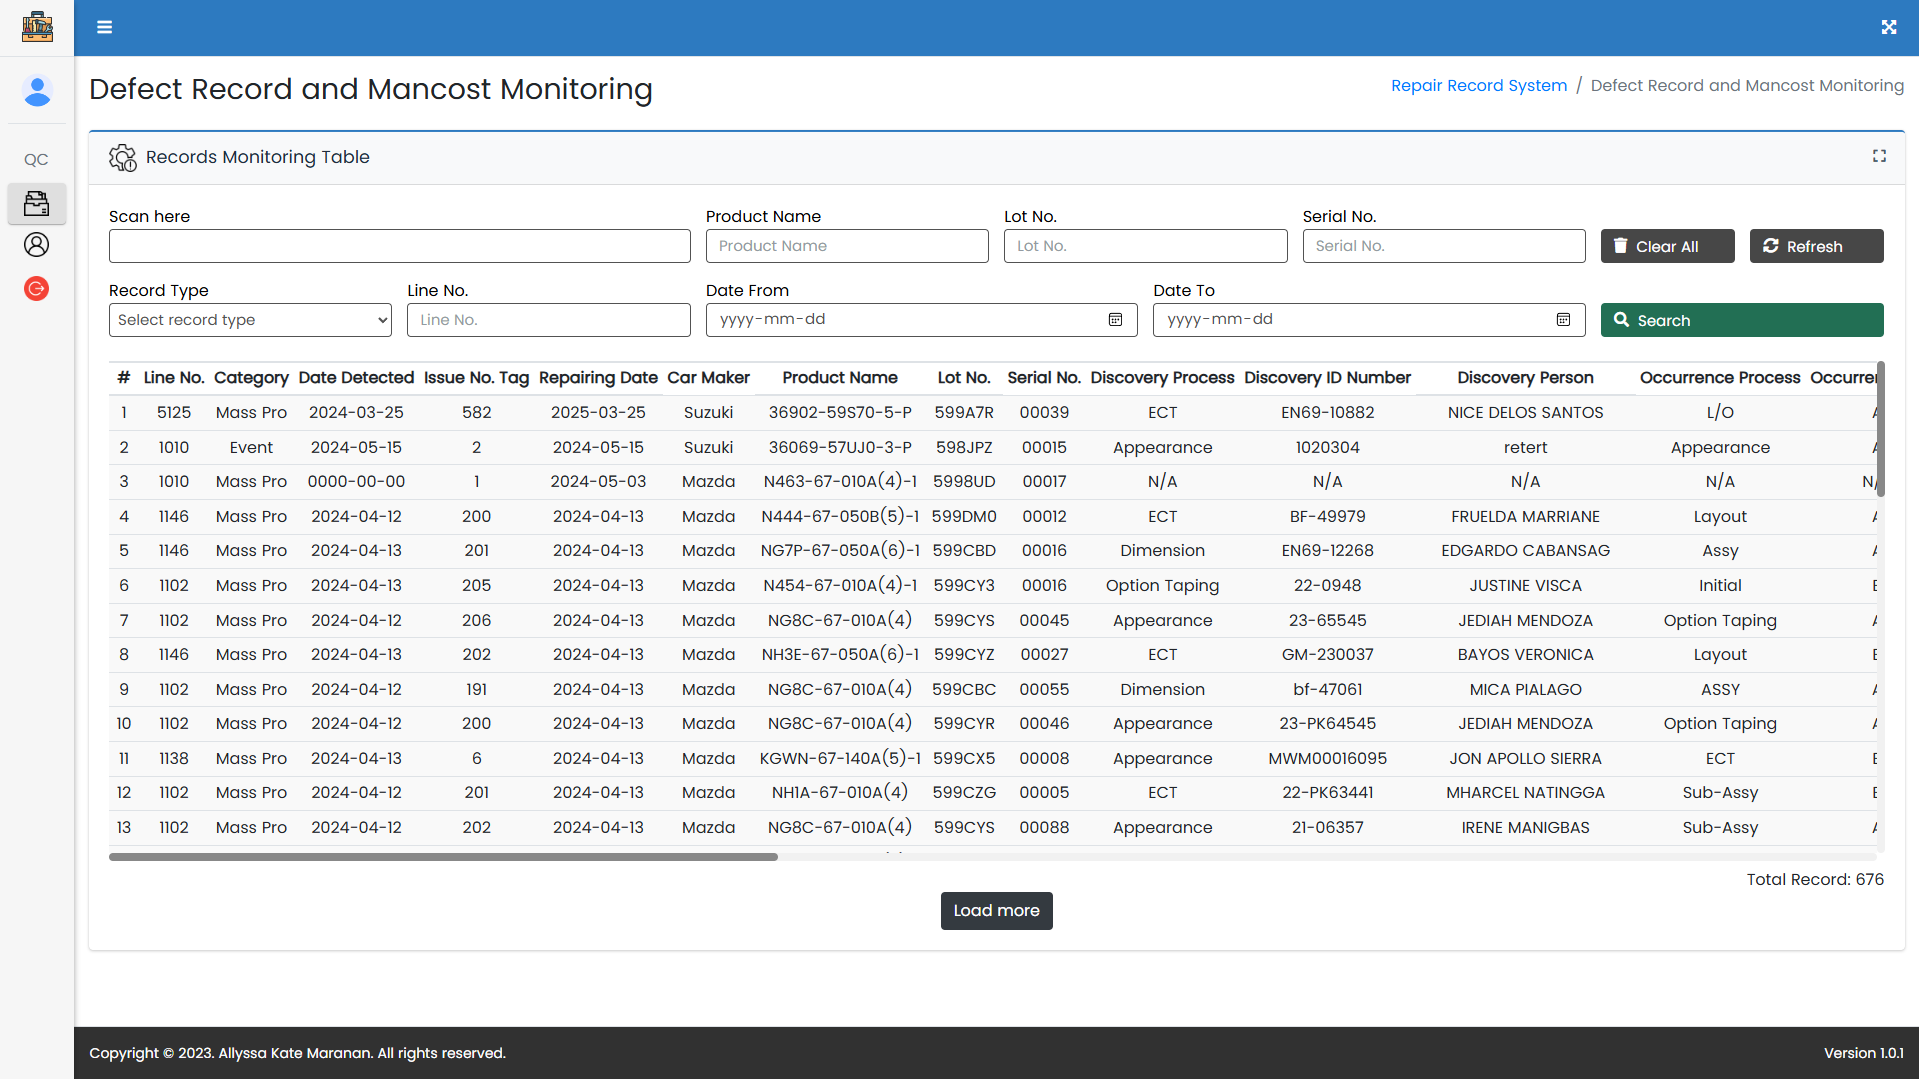 Defect Record and Mancost Monitoring
Repair Record System / Defect Record and Mancost Monitoring
QC
Records Monitoring Table
Scan here Product Name Lot No. Serial No.
Product Name Lot No. Serial No. Clear All Refresh
Record Type Line No. Date From Date To
Select record type Line No. yyyy-mm-dd yyyy-mm-dd Search
# Line No. Category Date Detected Issue No. Tag Repairing Date Car Maker Product Name Lot No. Serial No. Discovery Process Discovery ID Number Discovery Person Occurrence Process
1 5125 Mass Pro 2024-03-25 582 2025-03-25 Suzuki 36902-59S70-5-P 599A7R 00039 ECT EN69-10882 NICE DELOS SANTOS L/O
2 1010 Event 2024-05-15 2 2024-05-15 Suzuki 36069-57UJ0-3-P 598JPZ 00015 Appearance 1020304 retert Appearance
3 1010 Mass Pro 0000-00-00 1 2024-05-03 Mazda N463-67-010A(4)-1 5998UD 00017 N/A N/A N/A N/A
4 1146 Mass Pro 2024-04-12 200 2024-04-13 Mazda N444-67-050B(5)-1 599DM0 00012 ECT BF-49979 FRUELDA MARRIANE Layout
5 1146 Mass Pro 2024-04-13 201 2024-04-13 Mazda NG7P-67-050A(6)-1 599CBD 00016 Dimension EN69-12268 EDGARDO CABANSAG Assy
6 1102 Mass Pro 2024-04-13 205 2024-04-13 Mazda N454-67-010A(4)-1 599CY3 00016 Option Taping 22-0948 JUSTINE VISCA Initial
7 1102 Mass Pro 2024-04-12 206 2024-04-13 Mazda NG8C-67-010A(4) 599CYS 00045 Appearance 23-65545 JEDIAH MENDOZA Option Taping
8 1146 Mass Pro 2024-04-13 202 2024-04-13 Mazda NH3E-67-050A(6)-1 599CYZ 00027 ECT GM-230037 BAYOS VERONICA Layout
9 1102 Mass Pro 2024-04-12 191 2024-04-13 Mazda NG8C-67-010A(4) 599CBC 00055 Dimension bf-47061 MICA PIALAGO ASSY
10 1102 Mass Pro 2024-04-12 200 2024-04-13 Mazda NG8C-67-010A(4) 599CYR 00046 Appearance 23-PK64545 JEDIAH MENDOZA Option Taping
11 1138 Mass Pro 2024-04-13 6 2024-04-13 Mazda KGWN-67-140A(5)-1 599CX5 00008 Appearance MWM00016095 JON APOLLO SIERRA ECT
12 1102 Mass Pro 2024-04-12 201 2024-04-13 Mazda NH1A-67-010A(4) 599CZG 00005 ECT 22-PK63441 MHARCEL NATINGGA Sub-Assy
13 1102 Mass Pro 2024-04-12 202 2024-04-13 Mazda NG8C-67-010A(4) 599CYS 00088 Appearance 21-06357 IRENE MANIGBAS Sub-Assy
Total Record: 676
Load more
Copyright © 2023. Allyssa Kate Maranan. All rights reserved.
Version 1.0.1